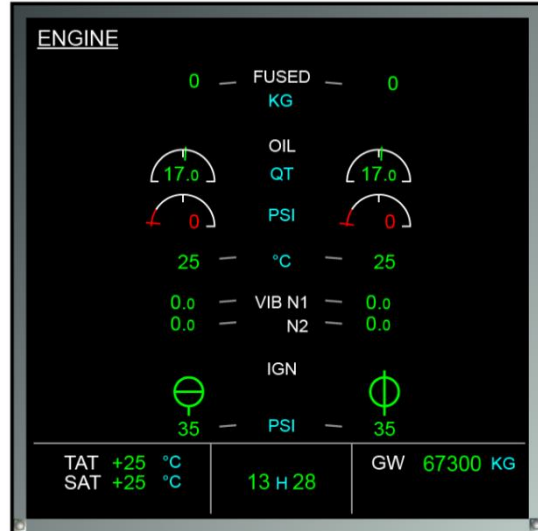 ENGINE
0 FUSED 0
KG
OIL
17.0 QT 17.0
0 PSI 0
25 °C 25
0.0 VIB N1 0.0
0.0 N2 0.0
IGN
35 PSI 35
TAT +25 °C
SAT +25 °C
13 H 28
GW 67300 KG